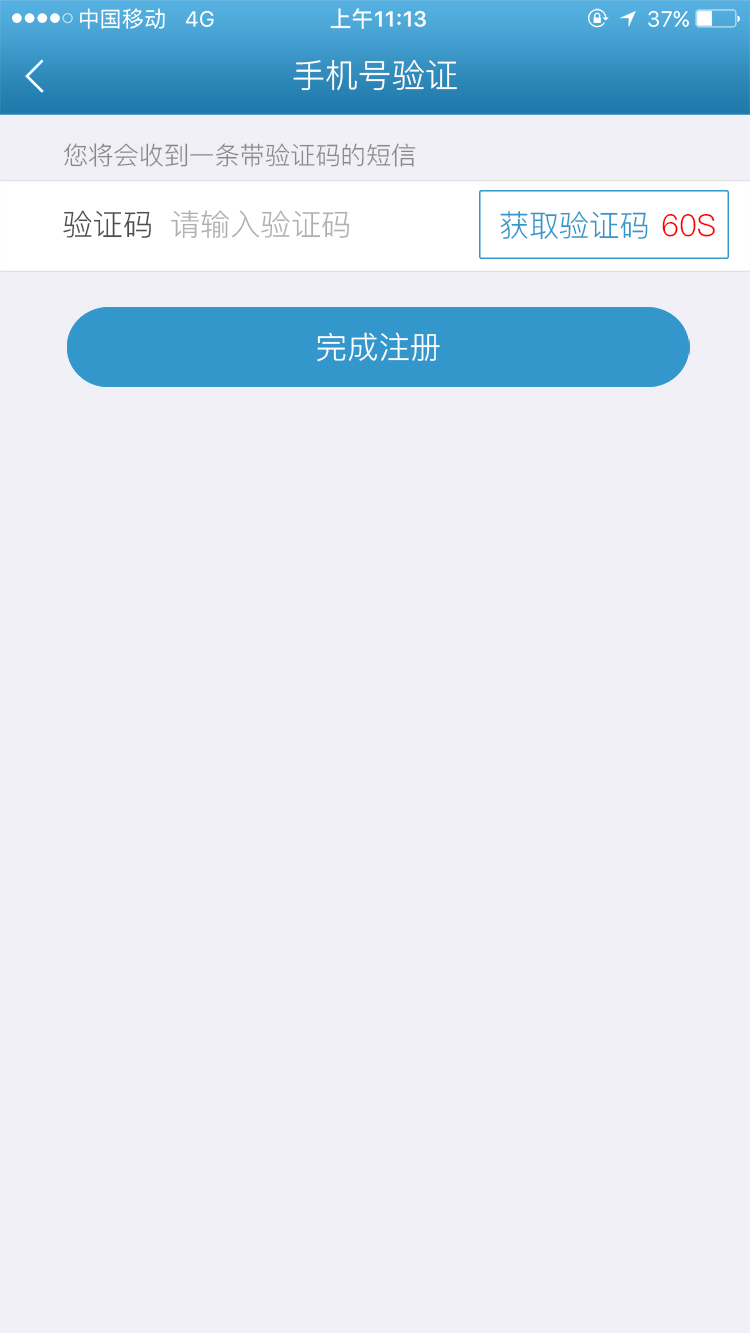 中国移动 4G 上午11:13 37%
手机号验证
您将会收到一条带验证码的短信
验证码 请输入验证码 获取验证码 60S
完成注册